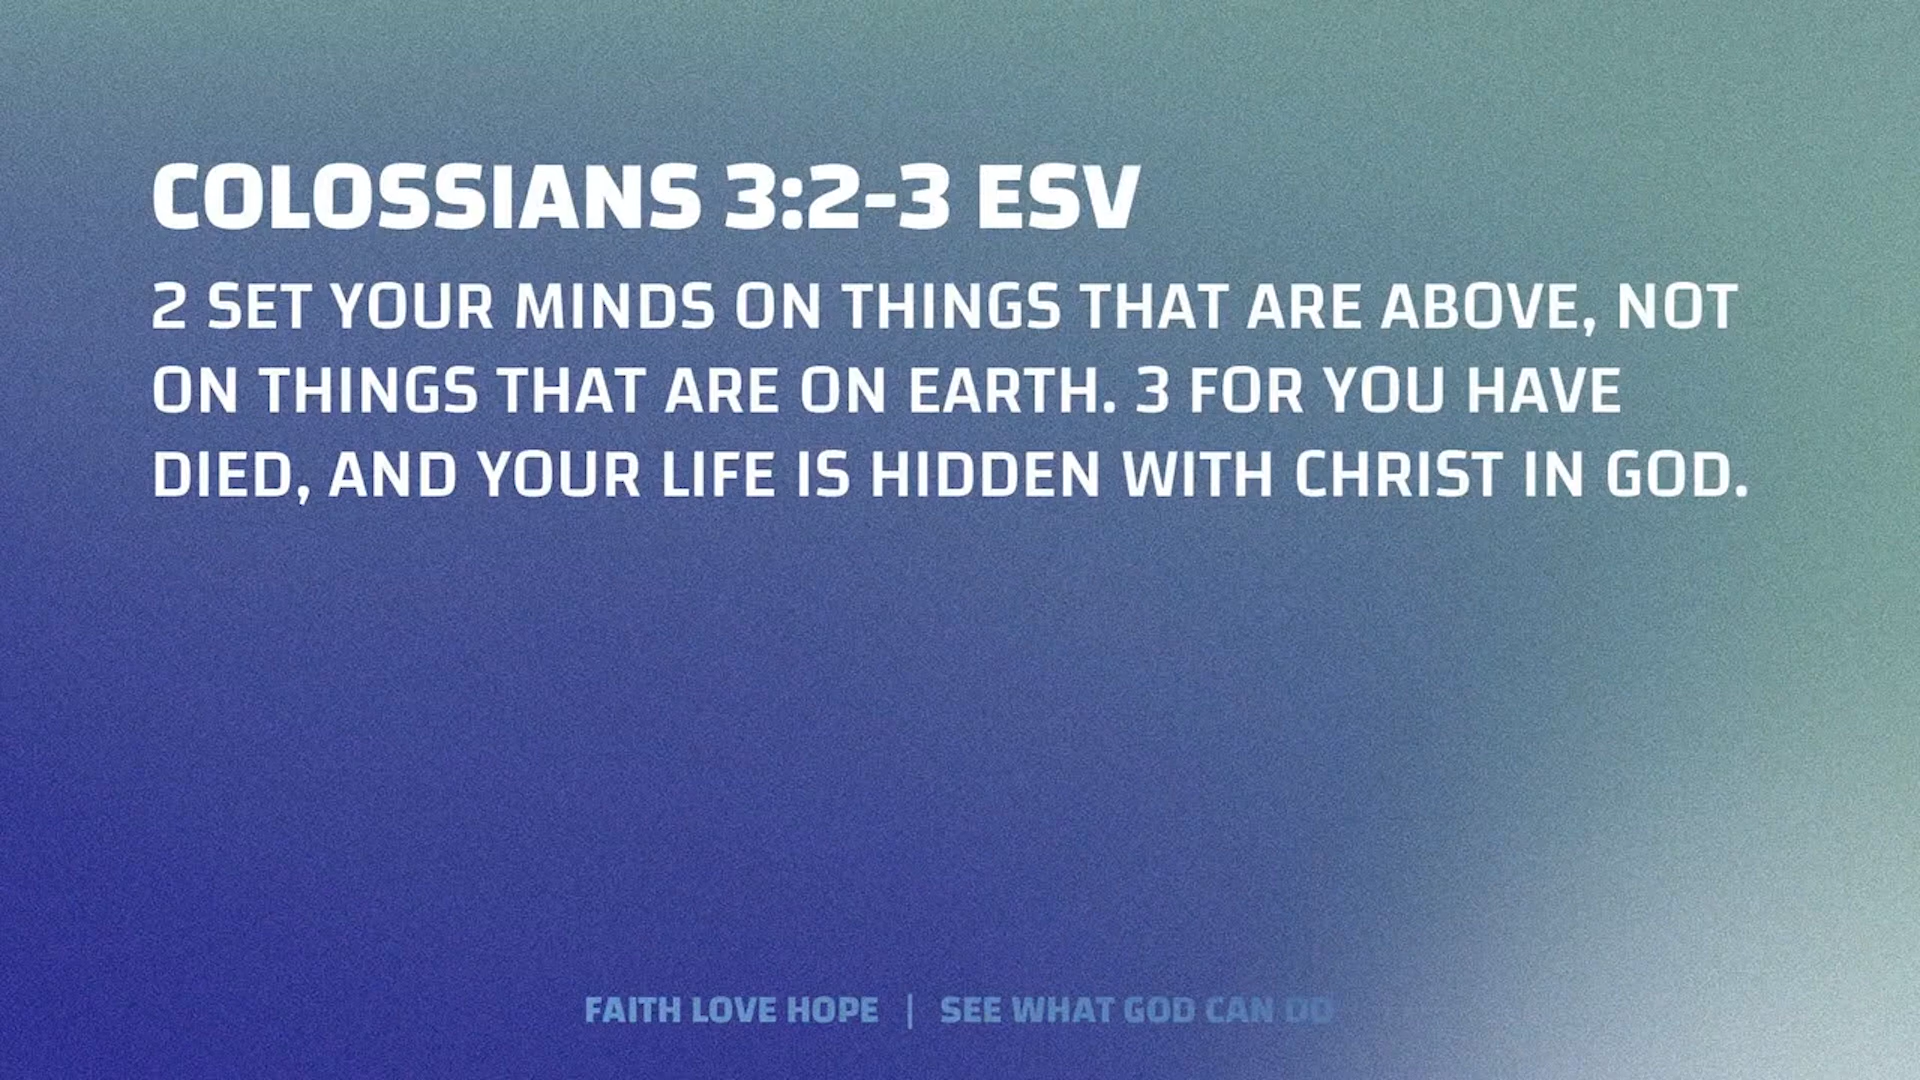 COLOSSIANS 3:2-3 ESV
2 SET YOUR MINDS ON THINGS THAT ARE ABOVE, NOT
ON THINGS THAT ARE ON EARTH. 3 FOR YOU HAVE
DIED, AND YOUR LIFE IS HIDDEN WITH CHRIST IN GOD.
FAITH LOVE HOPE | SEE WHAT GOD CAN DO